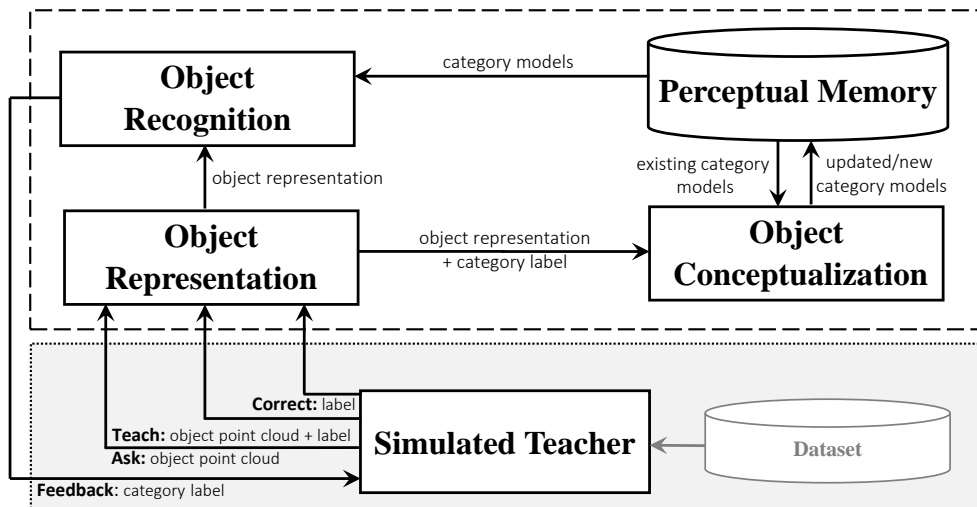 Object
Recognition
category models
Perceptual Memory
object representation
existing category
models
updated/new
category models
Object
Representation
object representation
+ category label
Object
Conceptualization
Correct: label
Teach: object point cloud + label
Ask: object point cloud
Feedback: category label
Simulated Teacher
Dataset